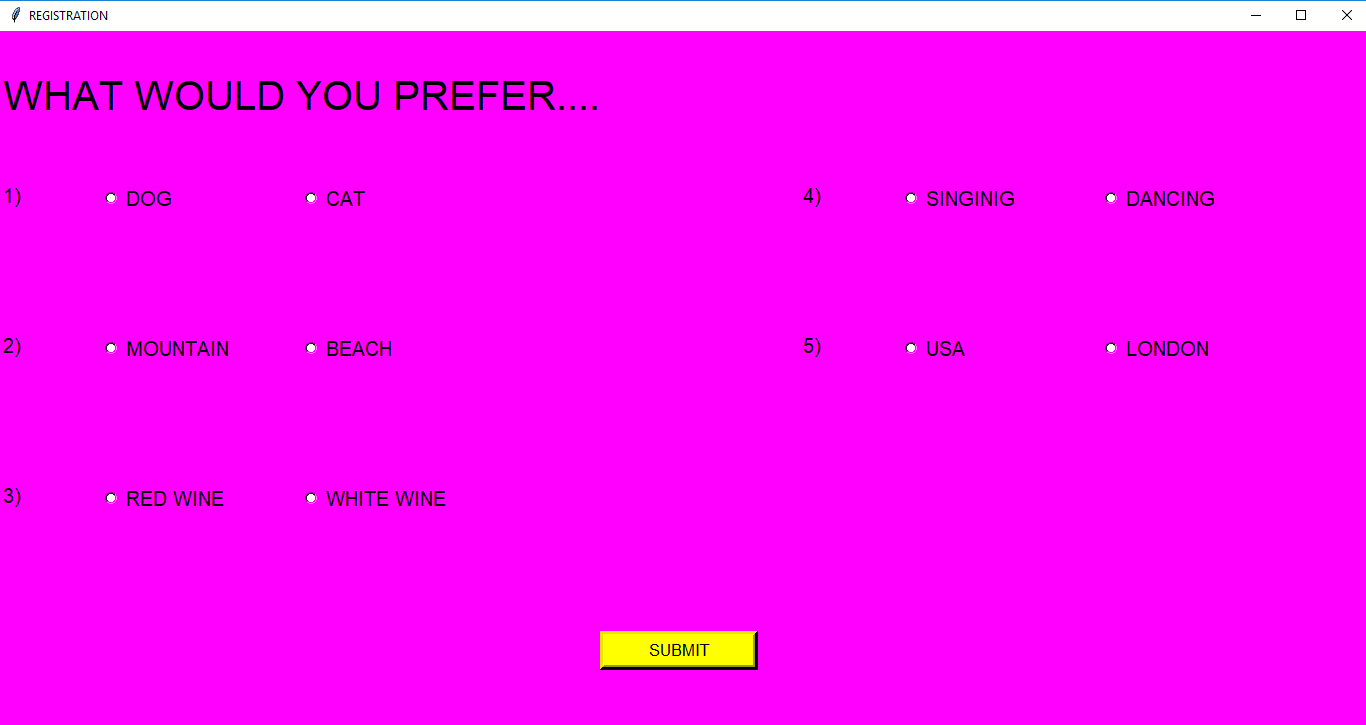 REGISTRATION
WHAT WOULD YOU PREFER....
1) DOG CAT
4) SINGINIG DANCING
2) MOUNTAIN BEACH
5) USA LONDON
3) RED WINE WHITE WINE
SUBMIT